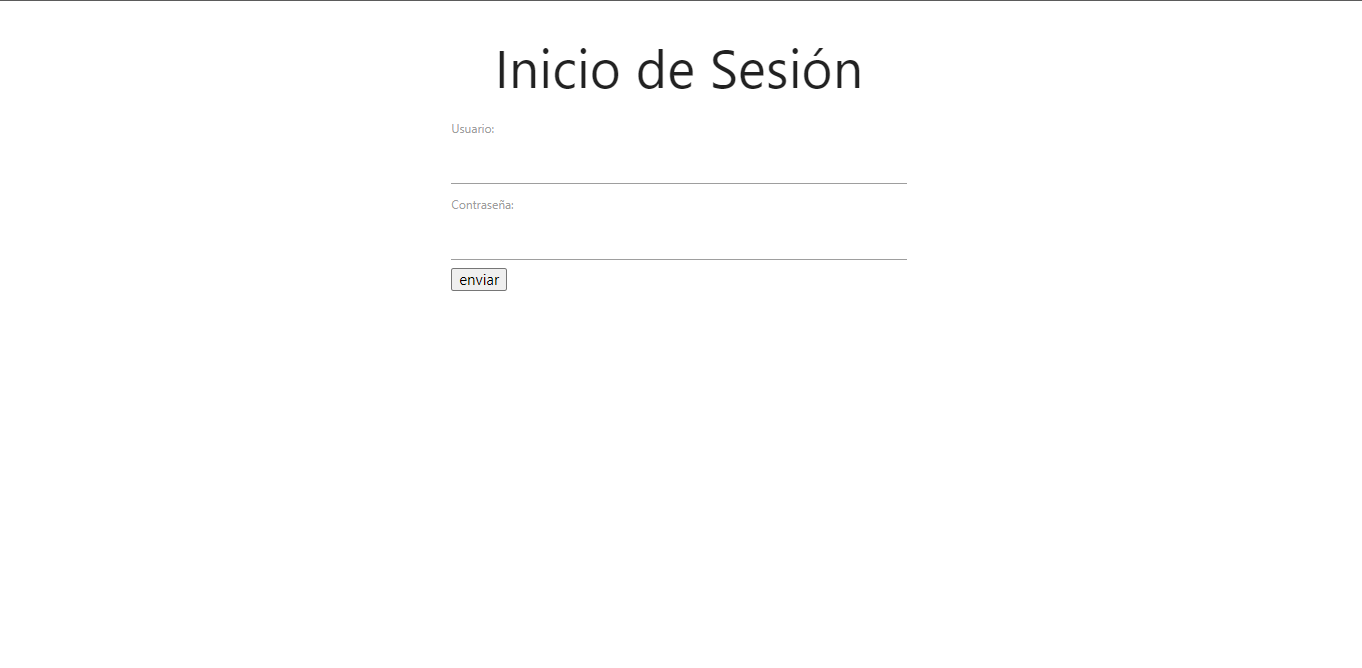 Inicio de Sesión
Usuario:
Contraseña:
enviar